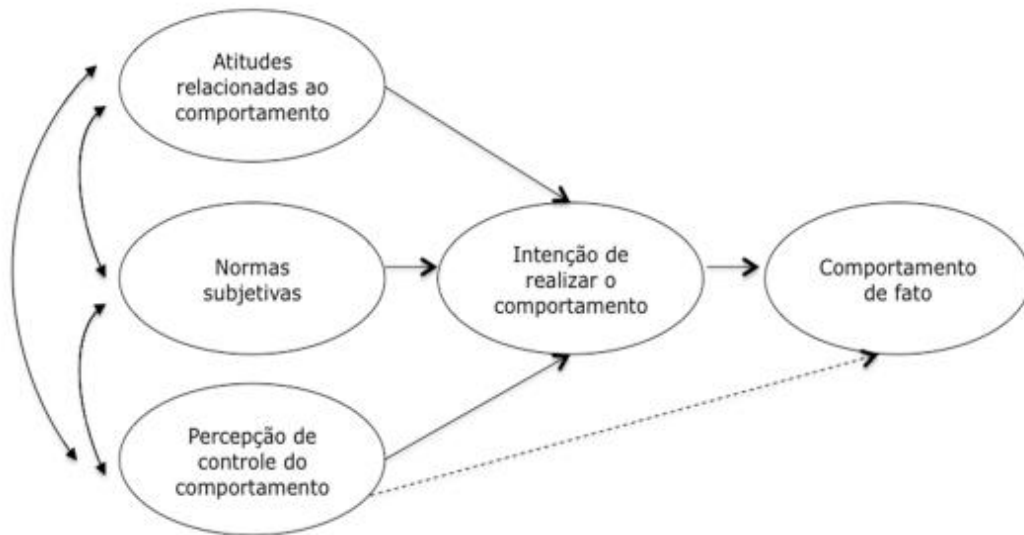 Atitudes
relacionadas ao
comportamento
Normas
subjetivas
Percepção de
controle do
comportamento
Intenção de
realizar o
comportamento
Comportamento
de fato